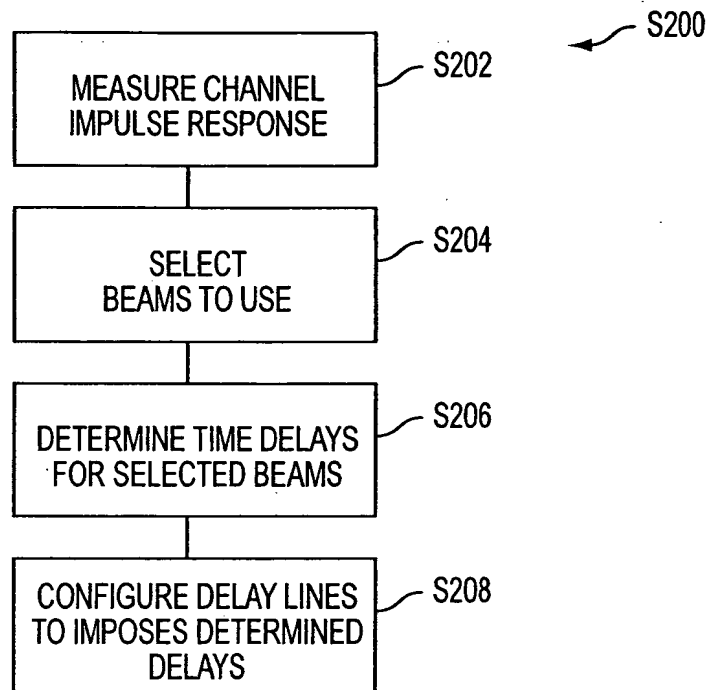 S200
MEASURE CHANNEL
IMPULSE RESPONSE
S202
SELECT
BEAMS TO USE
S204
DETERMINE TIME DELAYS
FOR SELECTED BEAMS
S206
CONFIGURE DELAY LINES
TO IMPOSES DETERMINED
DELAYS
S208